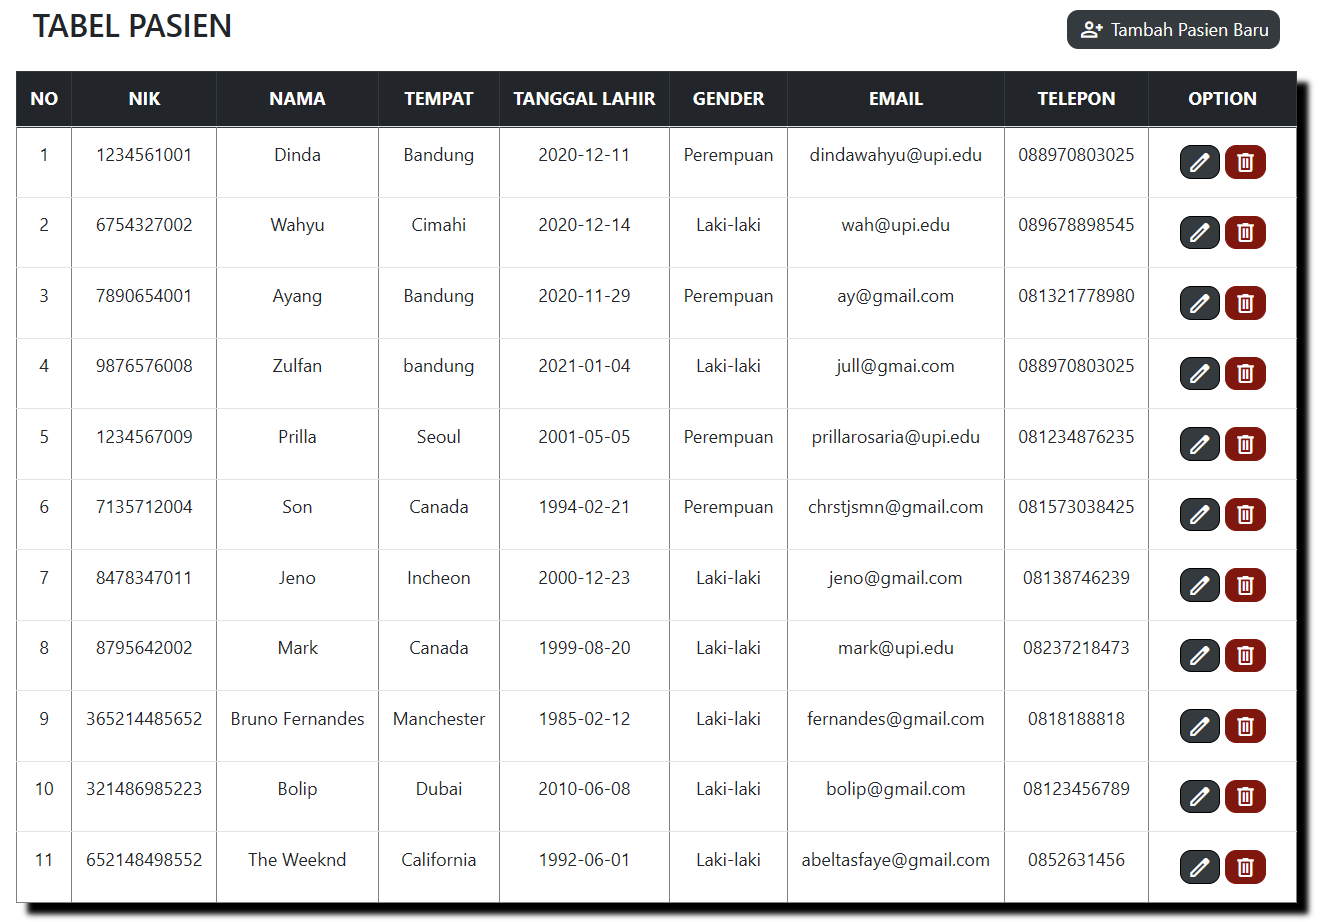 TABEL PASIEN
Tambah Pasien Baru
NO NIK NAMA TEMPAT TANGGAL LAHIR GENDER EMAIL TELEPON OPTION
1 1234561001 Dinda Bandung 2020-12-11 Perempuan dindawahyu@upi.edu 088970803025
2 6754327002 Wahyu Cimahi 2020-12-14 Laki-laki wah@upi.edu 089678898545
3 7890654001 Ayang Bandung 2020-11-29 Perempuan ay@gmail.com 081321778980
4 9876576008 Zulfan bandung 2021-01-04 Laki-laki jull@gmai.com 088970803025
5 1234567009 Prilla Seoul 2001-05-05 Perempuan prillarosaria@upi.edu 081234876235
6 7135712004 Son Canada 1994-02-21 Perempuan chrstjsmn@gmail.com 081573038425
7 8478347011 Jeno Incheon 2000-12-23 Laki-laki jeno@gmail.com 08138746239
8 8795642002 Mark Canada 1999-08-20 Laki-laki mark@upi.edu 08237218473
9 365214485652 Bruno Fernandes Manchester 1985-02-12 Laki-laki fernandes@gmail.com 0818188818
10 321486985223 Bolip Dubai 2010-06-08 Laki-laki bolip@gmail.com 08123456789
11 652148498552 The Weeknd California 1992-06-01 Laki-laki abeltasfaye@gmail.com 0852631456